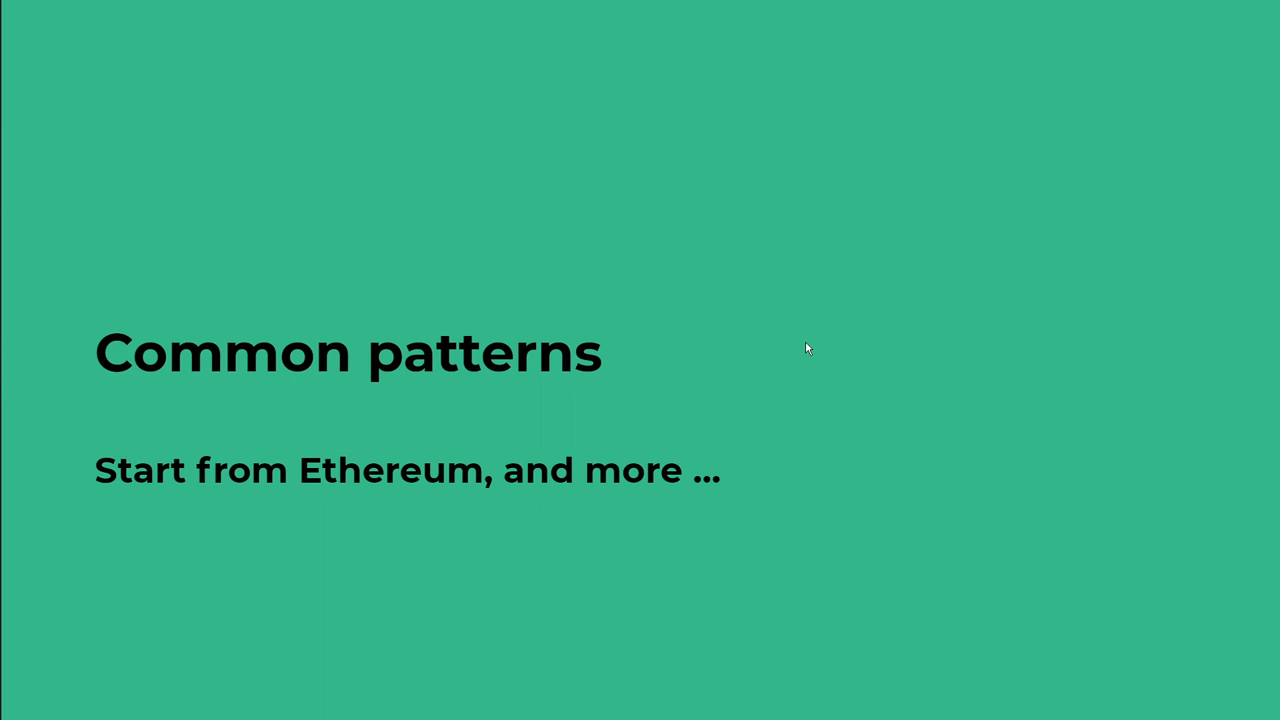 Common patterns
Start from Ethereum, and more ...